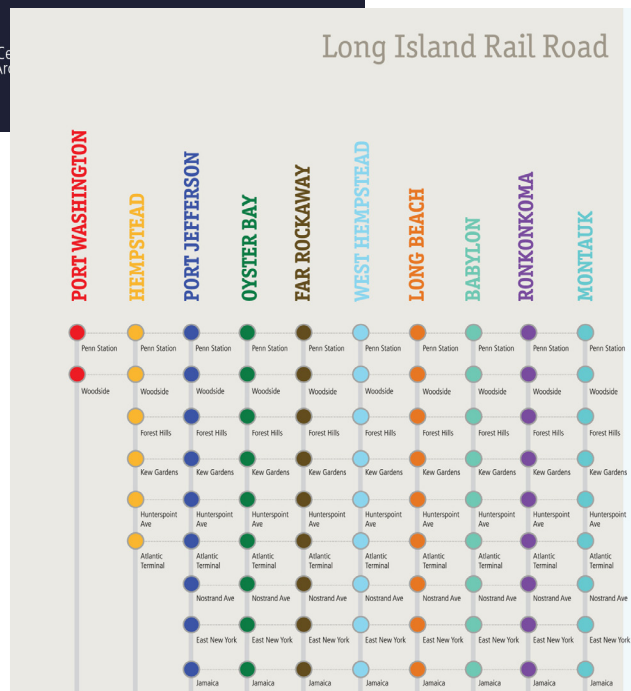 Long Island Rail Road
PORT WASHINGTON
HEMPSTEAD
PORT JEFFERSON
OYSTER BAY
FAR ROCKAWAY
WEST HEMPSTEAD
LONG BEACH
BABYLON
RONKONKOMA
MONTAUK
Penn Station Penn Station Penn Station Penn Station Penn Station Penn Station Penn Station Penn Station Penn Station Penn Station
Woodside Woodside Woodside Woodside Woodside Woodside Woodside Woodside Woodside Woodside
Forest Hills Forest Hills Forest Hills Forest Hills Forest Hills Forest Hills Forest Hills Forest Hills Forest Hills
Kew Gardens Kew Gardens Kew Gardens Kew Gardens Kew Gardens Kew Gardens Kew Gardens Kew Gardens Kew Gardens
Hunterspoint Hunterspoint Hunterspoint Hunterspoint Hunterspoint Hunterspoint Hunterspoint Hunterspoint Hunterspoint
Ave Ave Ave Ave Ave Ave Ave Ave Ave
Atlantic Atlantic Atlantic Atlantic Atlantic Atlantic Atlantic Atlantic Atlantic
Terminal Terminal Terminal Terminal Terminal Terminal Terminal Terminal Terminal
Nostrand Ave Nostrand Ave Nostrand Ave Nostrand Ave Nostrand Ave Nostrand Ave Nostrand Ave Nostrand Ave
East New York East New York East New York East New York East New York East New York East New York East New York
Jamaica Jamaica Jamaica Jamaica Jamaica Jamaica Jamaica Jamaica